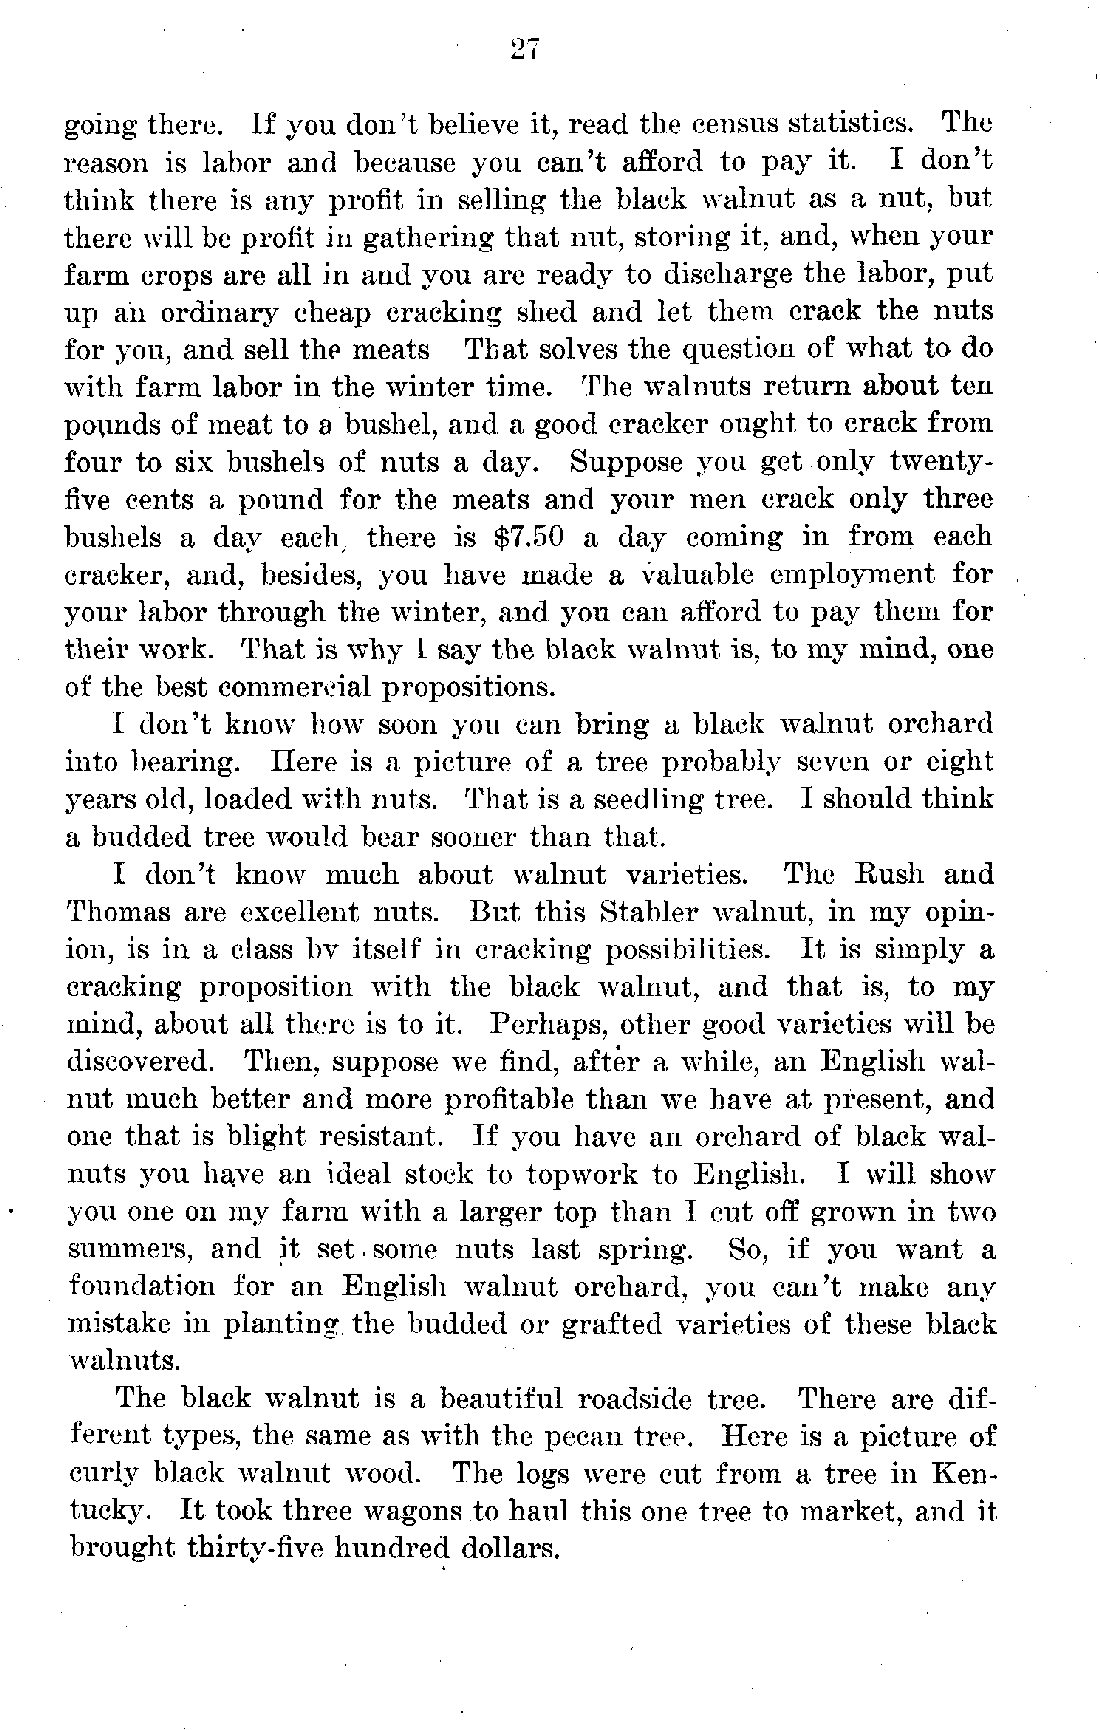 27
going there. If you don't believe it, read the census statistics. The
reason is labor and because you can't afford to pay it. I don't
think there is any profit in selling the black walnut as a nut, but
there will be profit in gathering that nut, storing it, and, when your
farm crops are all in and you are ready to discharge the labor, put
up an ordinary cheap cracking shed and let them crack the nuts
for you, and sell the meats That solves the question of what to do
with farm labor in the winter time. The walnuts return about ten
pounds of meat to a bushel, and a good cracker ought to crack from
four to six bushels of nuts a day. Suppose you get only twenty-
five cents a pound for the meats and your men crack only three
bushels a day each, there is $7.50 a day coming in from each
cracker, and, besides, you have made a valuable employment for
your labor through the winter, and you can afford to pay them for
their work. That is why I say the black walnut is, to my mind, one
of the best commercial propositions.
I don't know how soon you can bring a black walnut orchard
into bearing. Here is a picture of a tree probably seven or eight
years old, loaded with nuts. That is a seedling tree. I should think
a budded tree would bear sooner than that.
I don't know much about walnut varieties. The Rush and
Thomas are excellent nuts. But this Stabler walnut, in my opin-
ion, is in a class by itself in cracking possibilities. It is simply a
cracking proposition with the black walnut, and that is, to my
mind, about all there is to it. Perhaps, other good varieties will be
discovered. Then, suppose we find, after a while, an English wal-
nut much better and more profitable than we have at present, and
one that is blight resistant. If you have an orchard of black wal-
nuts you have an ideal stock to topwork to English. I will show
you one on my farm with a larger top than I cut off grown in two
summers, and it set some nuts last spring. So, if you want a
foundation for an English walnut orchard, you can't make any
mistake in planting the budded or grafted varieties of these black
walnuts.
The black walnut is a beautiful roadside tree. There are dif-
ferent types, the same as with the pecan tree. Here is a picture of
curly black walnut wood. The logs were cut from a tree in Ken-
tucky. It took three wagons to haul this one tree to market, and it
brought thirty-five hundred dollars.